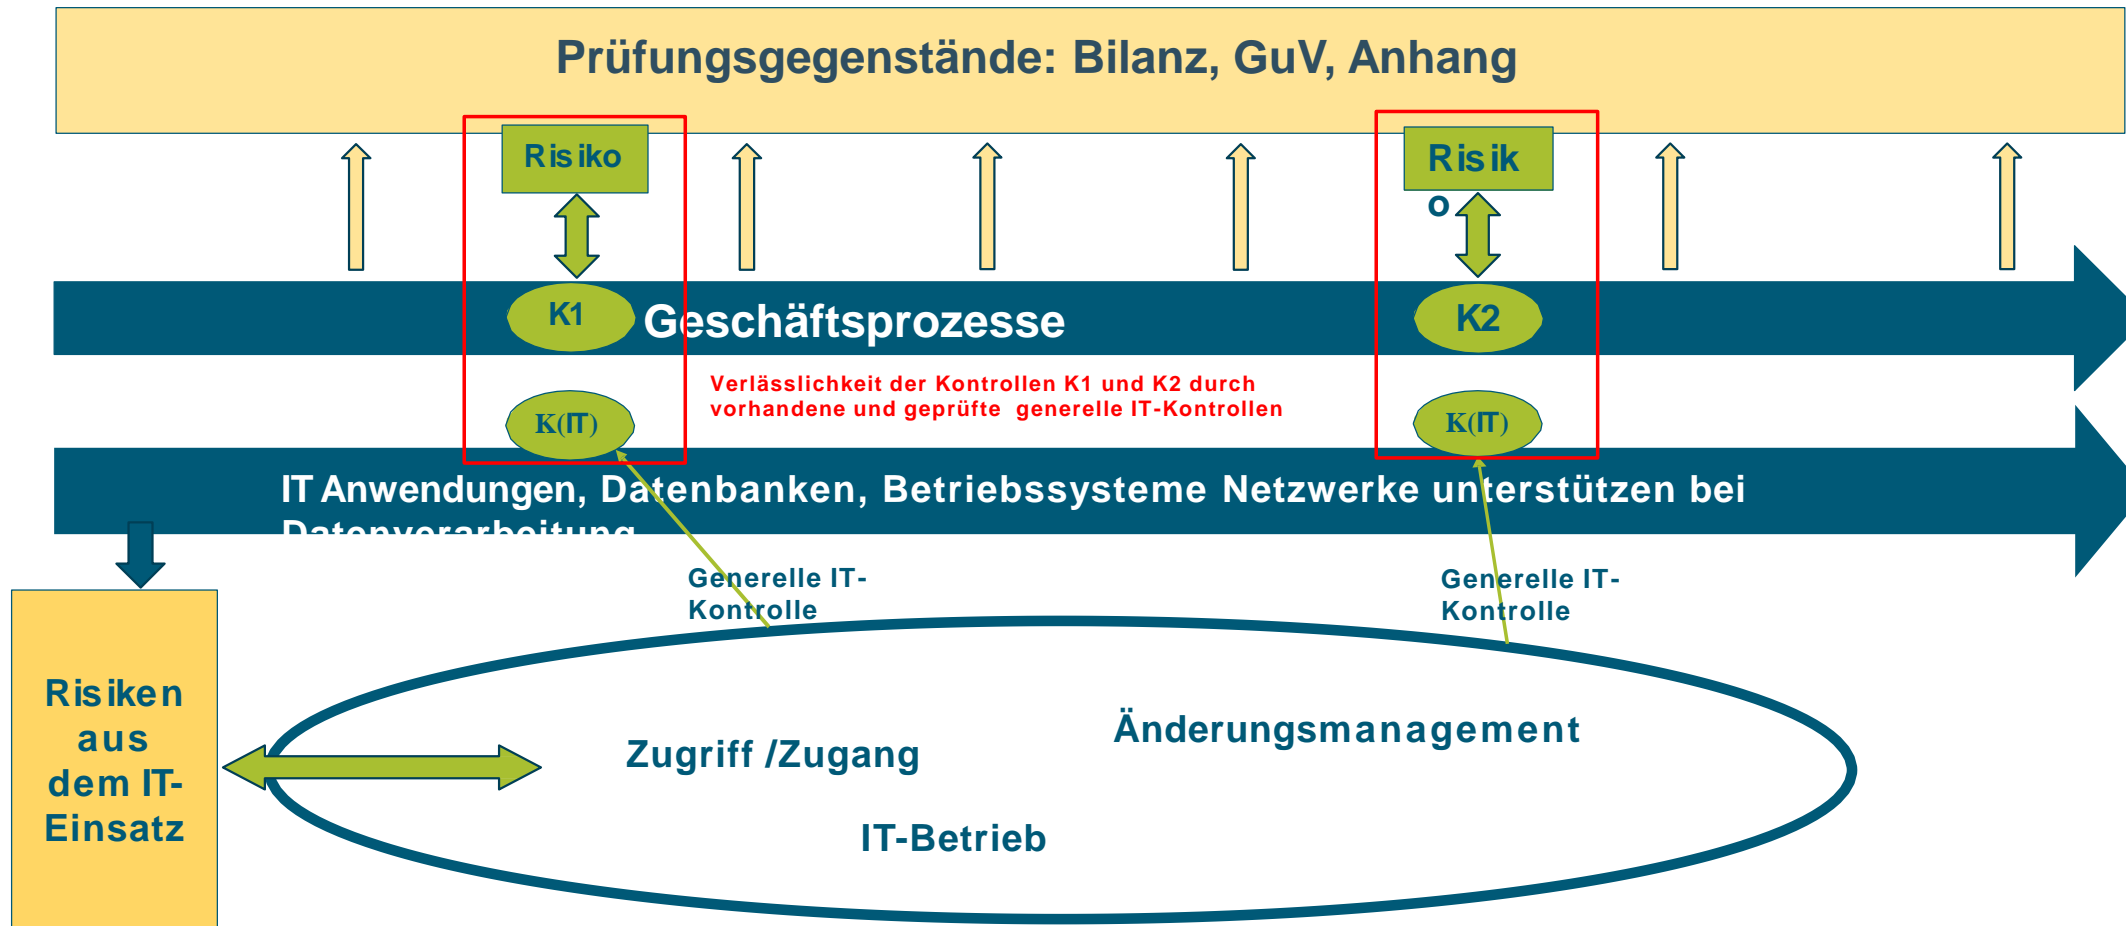 Prüfungsgegenstände: Bilanz, GuV, Anhang
Risiko
Risik
o
K1
Geschäftsprozesse
K2
Verlässlichkeit der Kontrollen K1 und K2 durch
vorhandene und geprüfte generelle IT-Kontrollen
K(IT)
K(IT)
IT Anwendungen, Datenbanken, Betriebssysteme Netzwerke unterstützen bei
Datenverarbeitung
Generelle IT-
Kontrolle
Generelle IT-
Kontrolle
Risiken
aus
dem IT-
Einsatz
Zugriff /Zugang
Änderungsmanagement
IT-Betrieb